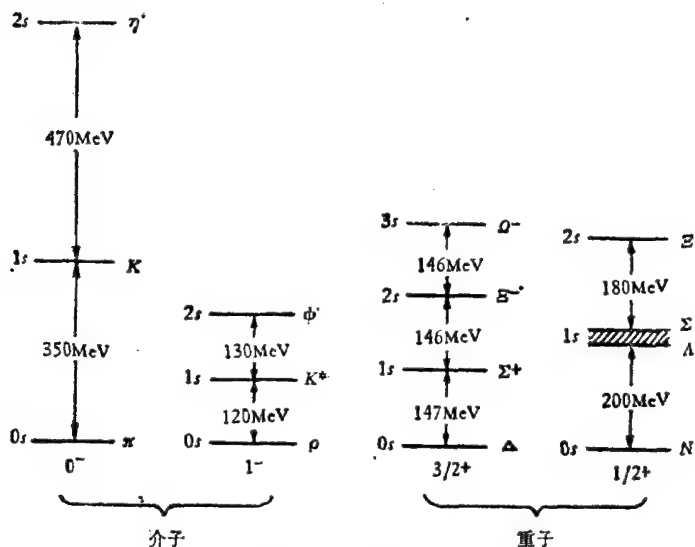 2s η'
470MeV
1s K
350MeV
0s π
0⁻
2s φ'
130MeV
1s K*
120MeV
0s ρ
1⁻
介子
3s Ω⁻
146MeV
2s Ξ⁻*
146MeV
1s Σ⁺
147MeV
0s Δ
3/2⁺
2s Ξ
180MeV
1s Σ
Λ
200MeV
0s N
1/2⁺
重子